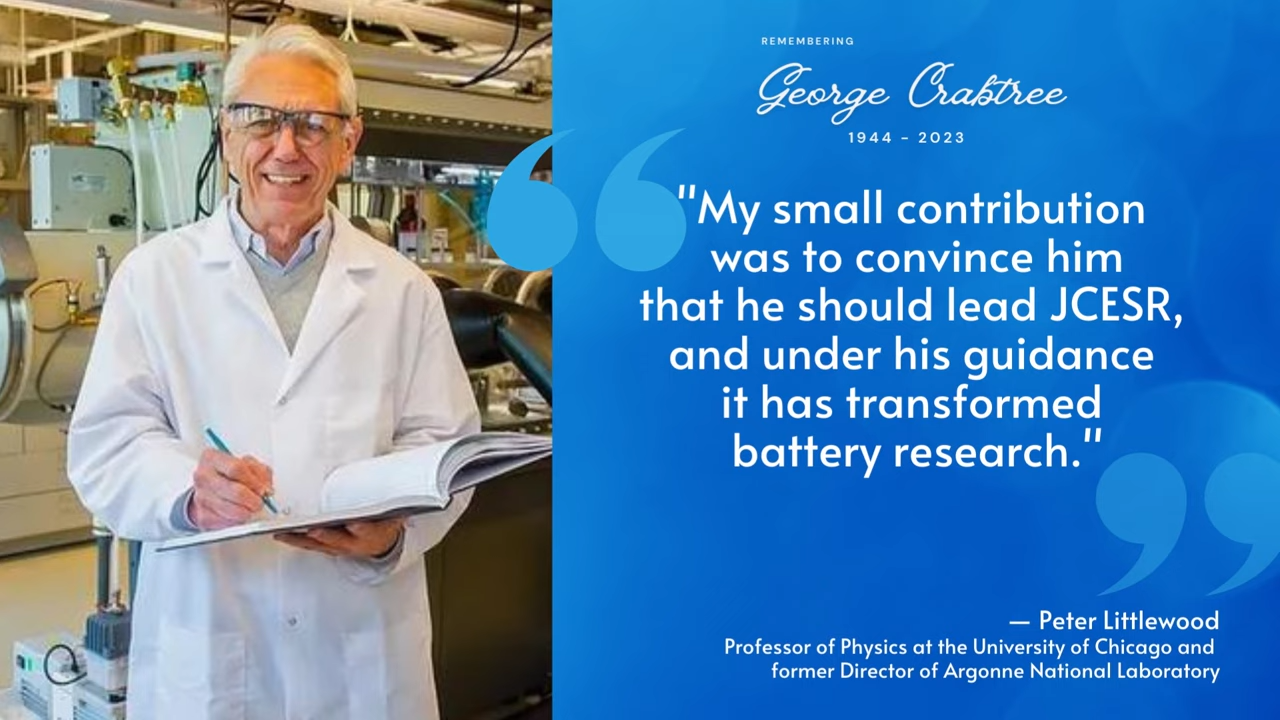 REMEMBERING
George Crabtree
1944 – 2023
"My small contribution
was to convince him
that he should lead JCESR,
and under his guidance
it has transformed
battery research."
— Peter Littlewood
Professor of Physics at the University of Chicago and
former Director of Argonne National Laboratory